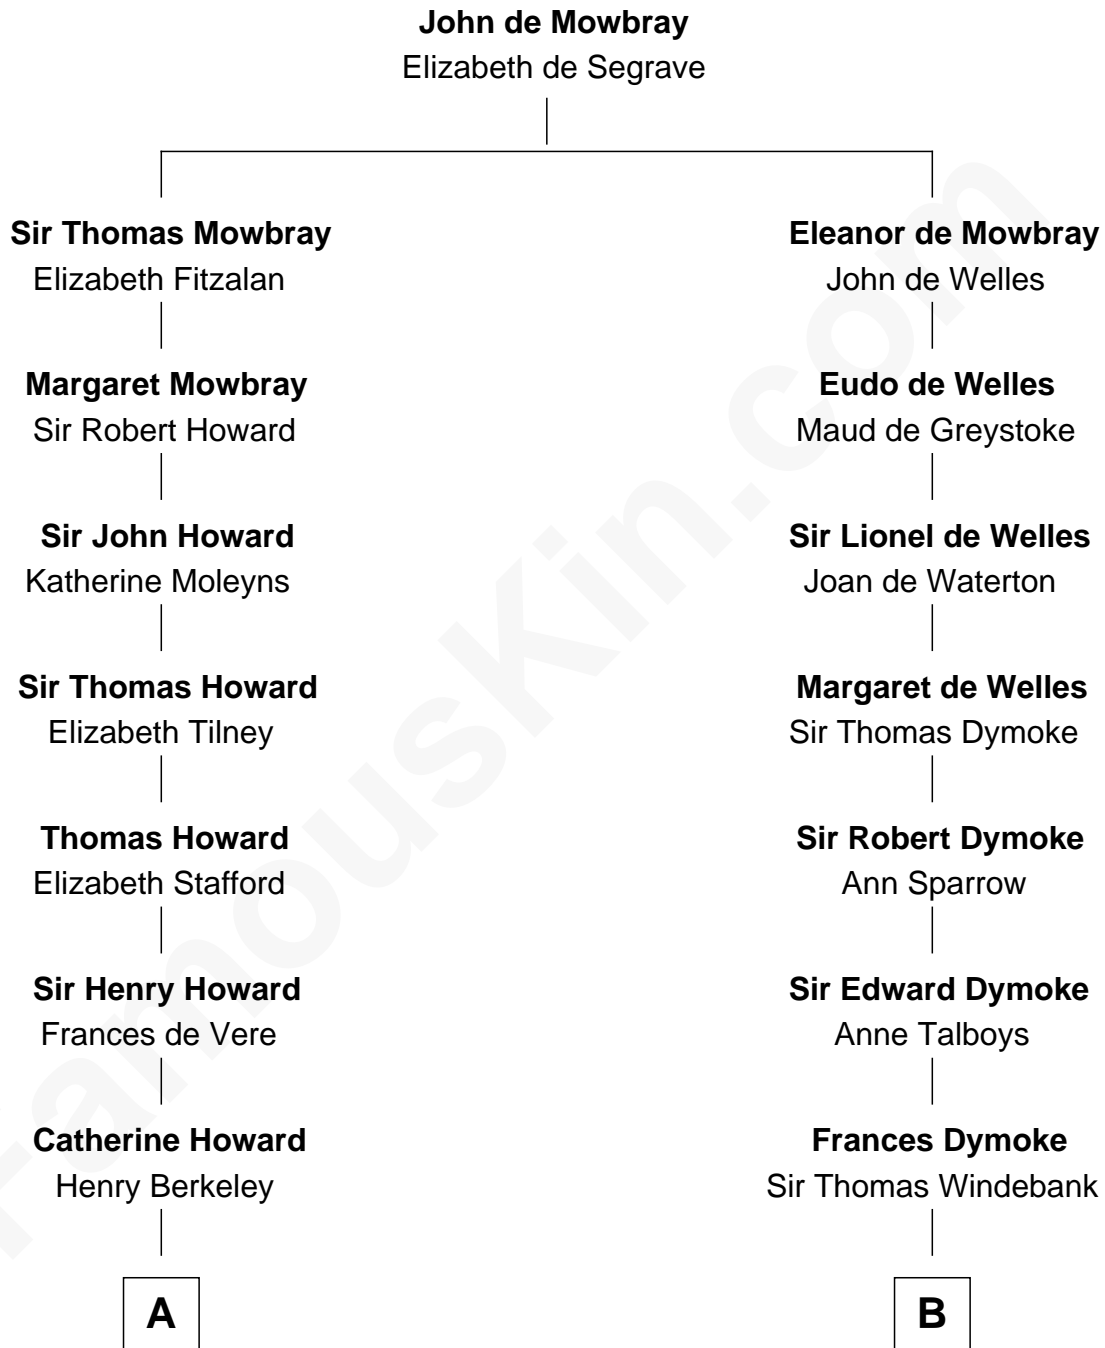 John de Mowbray
Elizabeth de Segrave
Sir Thomas Mowbray
Elizabeth Fitzalan
Eleanor de Mowbray
John de Welles
Margaret Mowbray
Sir Robert Howard
Eudo de Welles
Maud de Greystoke
Sir John Howard
Katherine Moleyns
Sir Lionel de Welles
Joan de Waterton
Sir Thomas Howard
Elizabeth Tilney
Margaret de Welles
Sir Thomas Dymoke
Thomas Howard
Elizabeth Stafford
Sir Robert Dymoke
Ann Sparrow
Sir Henry Howard
Frances de Vere
Sir Edward Dymoke
Anne Talboys
Catherine Howard
Henry Berkeley
Frances Dymoke
Sir Thomas Windebank
A
B
FamousKin.com